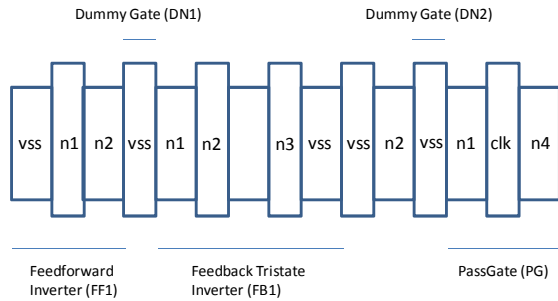 Dummy Gate (DN1) Dummy Gate (DN2)
vss n1 n2 vss n1 n2 n3 vss vss n2 vss n1 clk n4
Feedforward
Inverter (FF1)
Feedback Tristate
Inverter (FB1)
PassGate (PG)